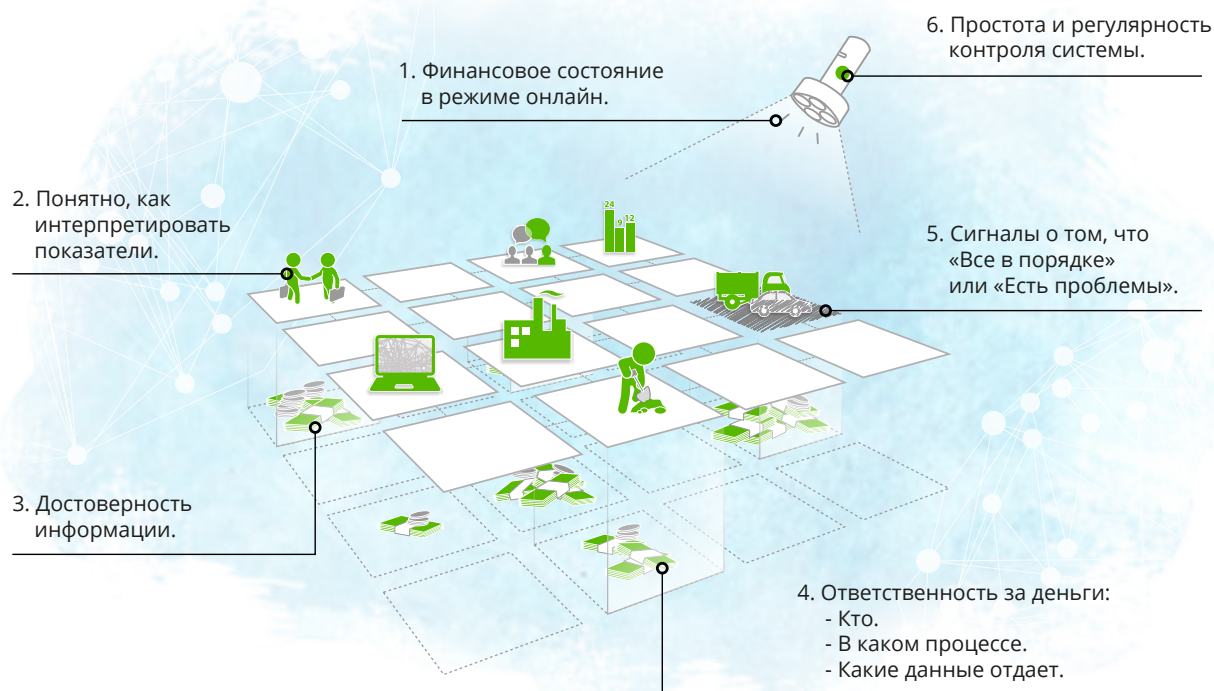 1. Финансовое состояние
в режиме онлайн.
6. Простота и регулярность
контроля системы.
2. Понятно, как
интерпретировать
показатели.
24
9
12
5. Сигналы о том, что
«Все в порядке»
или «Есть проблемы».
3. Достоверность
информации.
4. Ответственность за деньги:
- Кто.
- В каком процессе.
- Какие данные отдает.